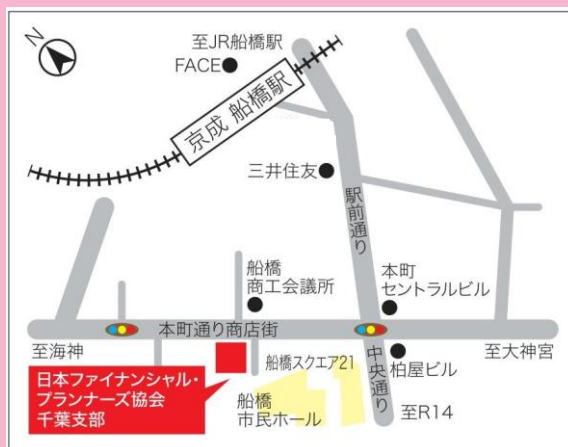 N
至JR船橋駅
FACE
京成 船橋駅
三井住友
駅前通り
船橋
商工会議所
本町
セントラルビル
本町通り商店街
至海神
船橋スクエア21
中央通り
柏屋ビル
至大神宮
日本ファイナンシャル・
プランナーズ協会
千葉支部
船橋
市民ホール
至R14